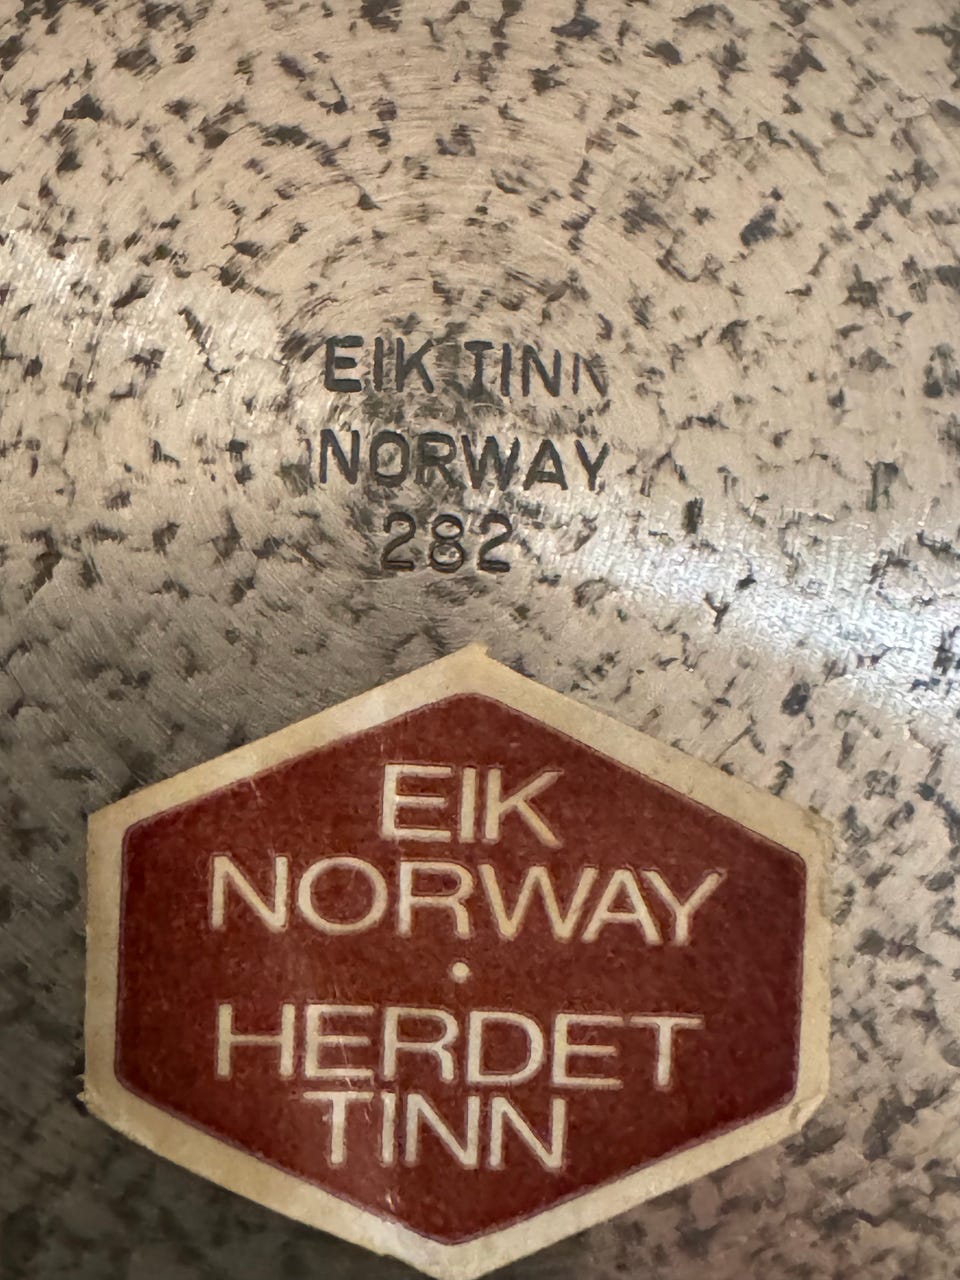 EIK TINN
NORWAY
282
EIK
NORWAY
•
HERDET
TINN